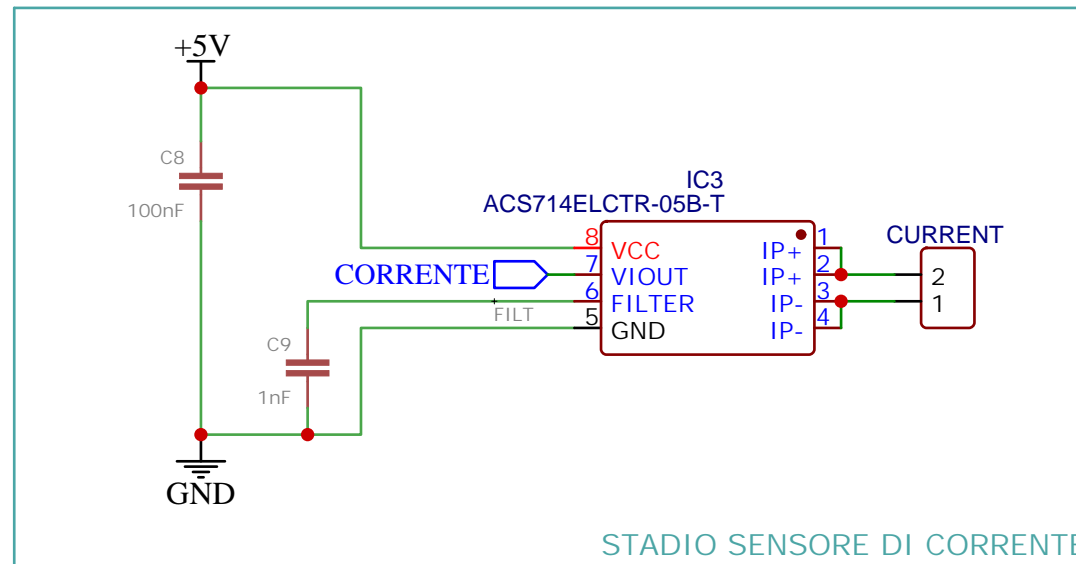 +5V
C8
100nF
IC3
ACS714ELCTR-05B-T
CURRENT
8 VCC IP+ 1
CORRENTE 7 VIOUT IP+ 2 2
6 FILTER IP- 3 1
FILT
5 GND IP- 4
C9
1nF
GND
STADIO SENSORE DI CORRENTE